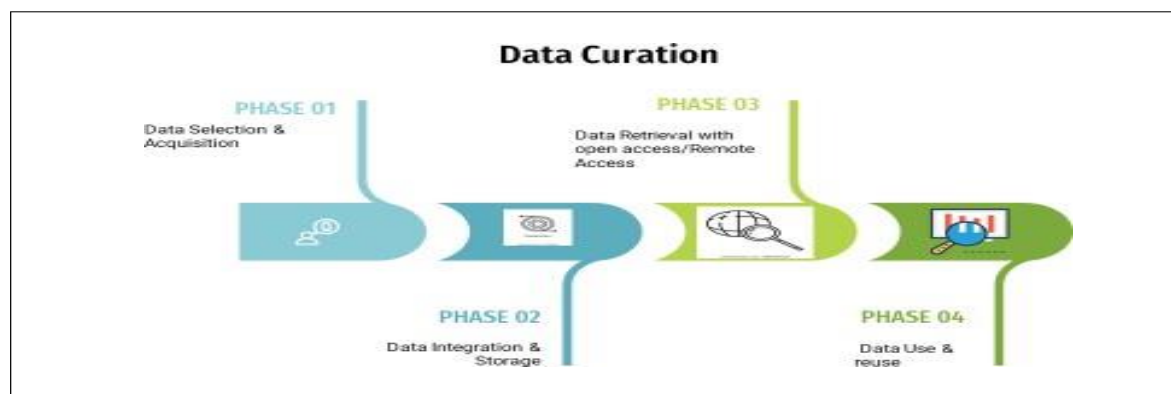 Data Curation
PHASE 01
Data Selection &
Acquisition
PHASE 03
Data Retrieval with
open access/Remote
Access
PHASE 02
Data Integration &
Storage
PHASE 04
Data Use &
reuse